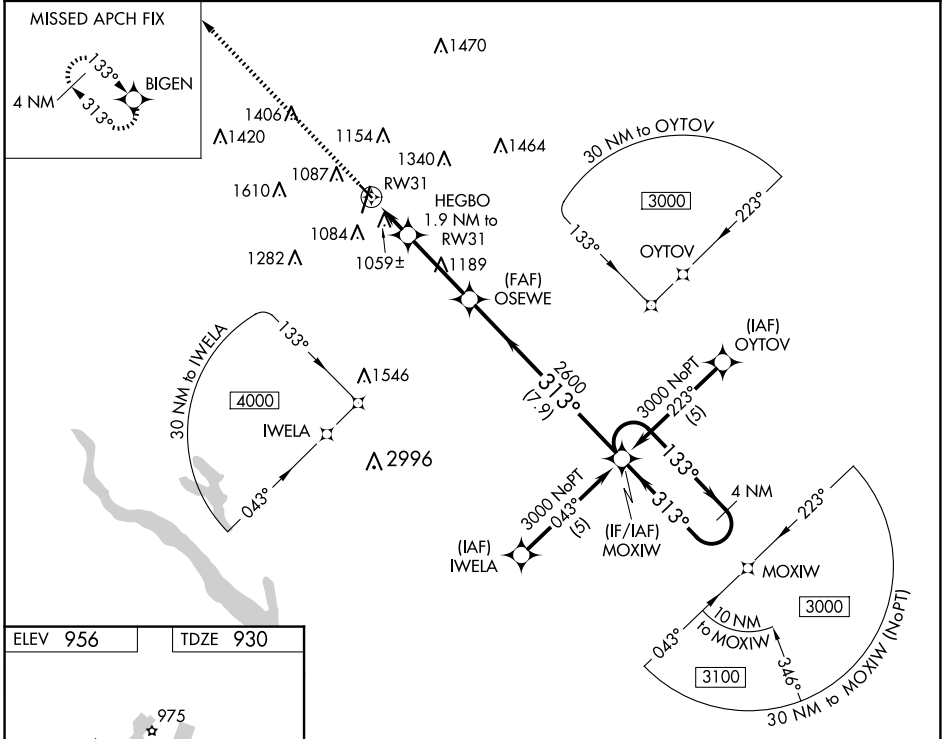 MISSED APCH FIX
133°
BIGEN
4 NM
313°
1470
1406
1420
1154
1464
1340
1087
RW31
1610
HEGBO
1.9 NM to
RW31
1084
1282
1059±
1189
(FAF)
OSEWE
30 NM to OYTOV
3000
223°
133°
OYTOV
(IAF)
OYTOV
30 NM to IWELA
133°
4000
1546
IWELA
2996
043°
2600
313°
(7.9)
3000 NoPT
223°
(5)
133°
4 NM
313°
3000 NoPT
043°
(5)
(IF/IAF)
MOXIW
(IAF)
IWELA
223°
MOXIW
3000
10 NM
to MOXIW
043°
346°
3100
30 NM to MOXIW (NoPT)
ELEV 956
TDZE 930
975